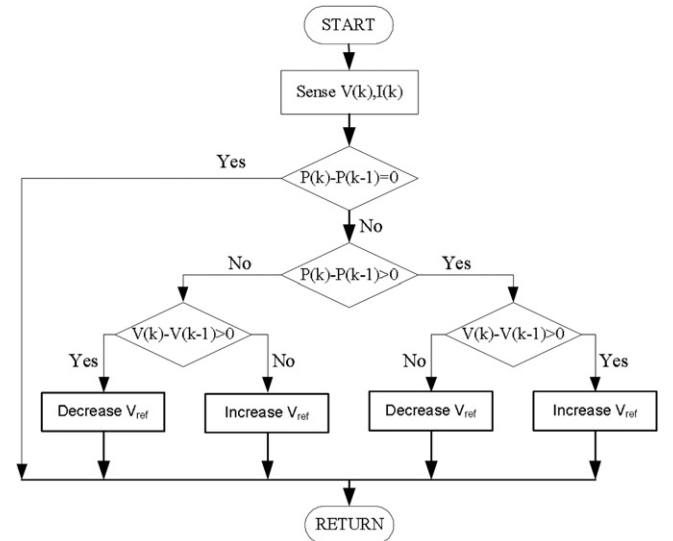 START
Sense V(k),I(k)
Yes
P(k)-P(k-1)=0
No
No
P(k)-P(k-1)>0
Yes
V(k)-V(k-1)>0
V(k)-V(k-1)>0
Yes
No
No
Yes
Decrease Vref
Increase Vref
Decrease Vref
Increase Vref
RETURN